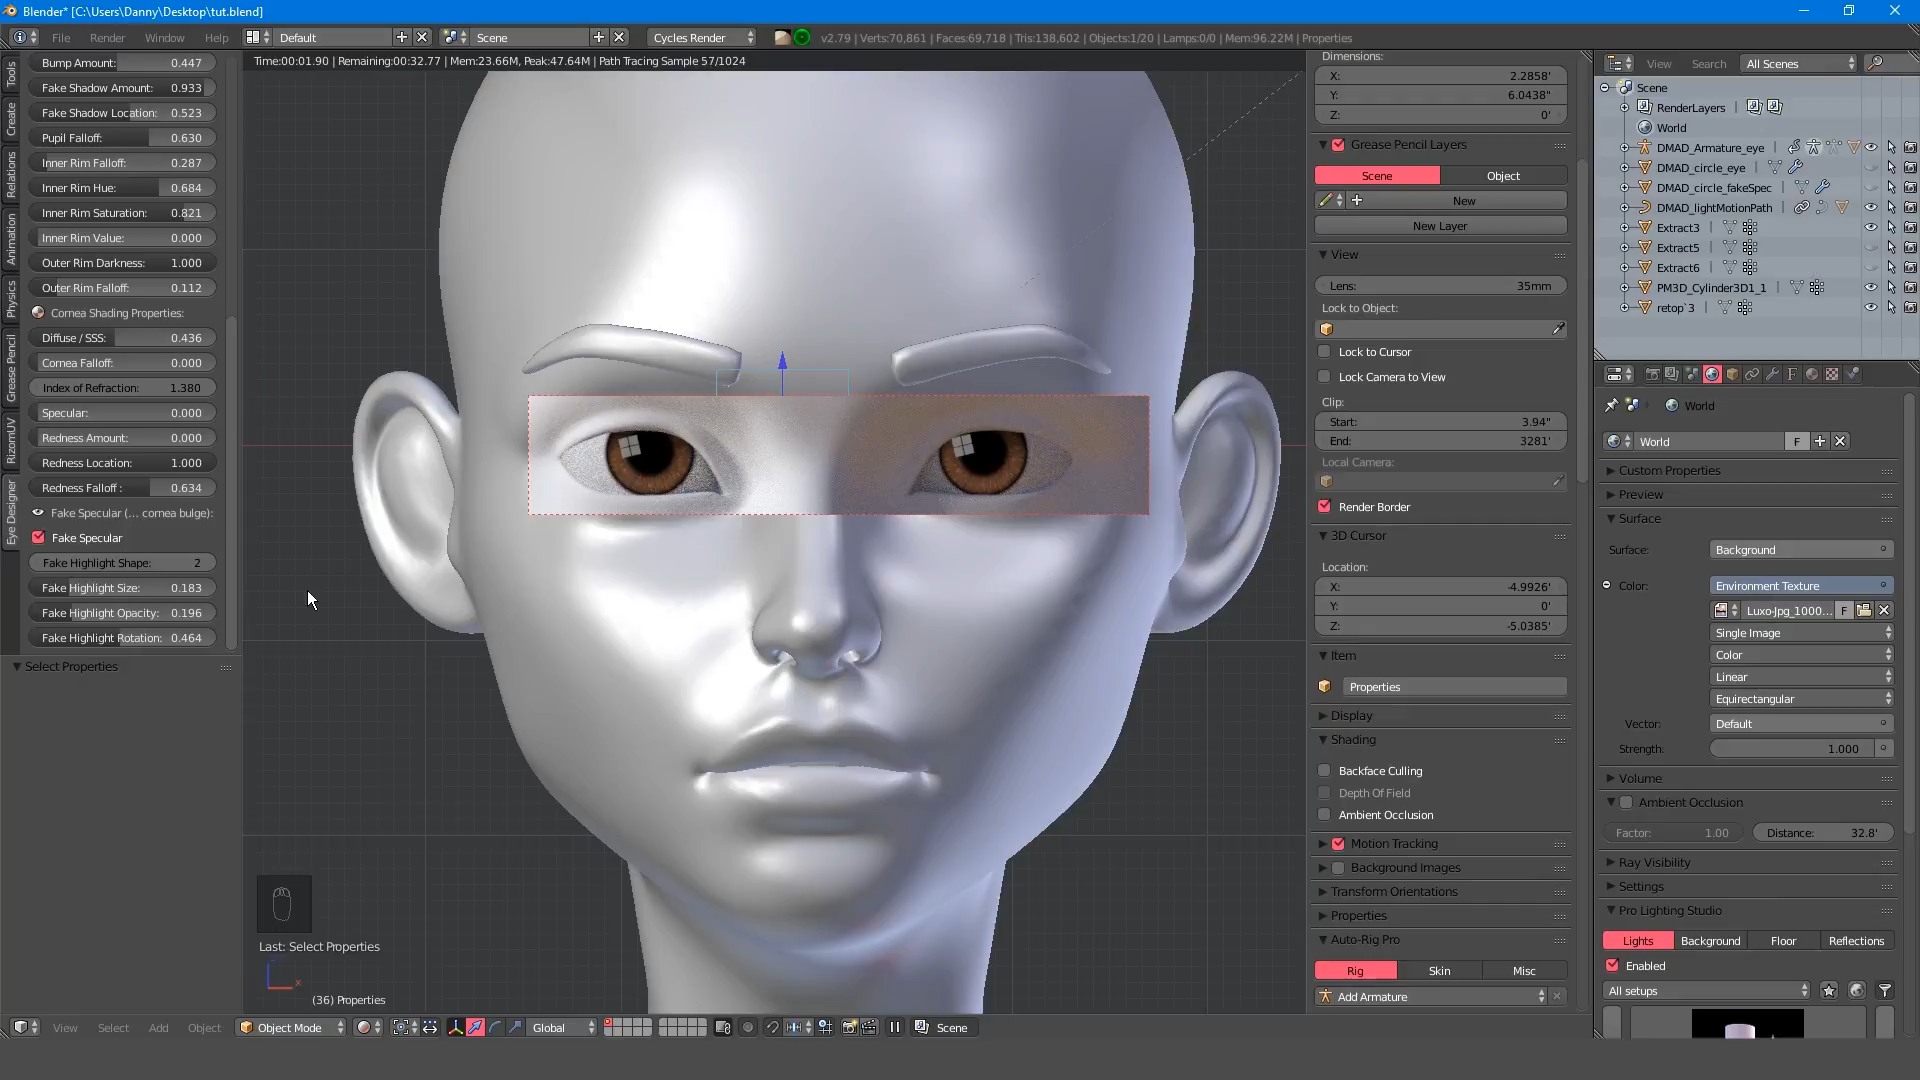 Blender* [C:\Users\Danny\Desktop\tut.blend]
File Render Window Help Default Scene Cycles Render v2.79 | Verts:70,861 | Faces:69,718 | Tris:138,602 | Objects:1/20 | Lamps:0/0 | Mem:96.22M | Properties
Time:00:01.90 | Remaining:00:32.77 | Mem:23.66M, Peak:47.64M | Path Tracing Sample 57/1024
Tools
Create
Relations
Animation
Physics
Grease Pencil
RizomUV
Eye Designer
Bump Amount: 0.447
Fake Shadow Amount: 0.933
Fake Shadow Location: 0.523
Pupil Falloff: 0.630
Inner Rim Falloff: 0.287
Inner Rim Hue: 0.684
Inner Rim Saturation: 0.821
Inner Rim Value: 0.000
Outer Rim Darkness: 1.000
Outer Rim Falloff: 0.112
Cornea Shading Properties:
Diffuse / SSS: 0.436
Cornea Falloff: 0.000
Index of Refraction: 1.380
Specular: 0.000
Redness Amount: 0.000
Redness Location: 1.000
Redness Falloff : 0.634
Fake Specular (... cornea bulge):
Fake Specular
Fake Highlight Shape: 2
Fake Highlight Size: 0.183
Fake Highlight Opacity: 0.196
Fake Highlight Rotation: 0.464
Select Properties
Last: Select Properties
x
(36) Properties
View Select Add Object Object Mode Global Scene
Dimensions:
X: 2.2858'
Y: 6.0438"
Z: 0'
Grease Pencil Layers
Scene Object
New
New Layer
View
Lens: 35mm
Lock to Object:
Lock to Cursor
Lock Camera to View
Clip:
Start: 3.94"
End: 3281'
Local Camera:
Render Border
3D Cursor
Location:
X: -4.9926'
Y: 0'
Z: -5.0385'
Item
Properties
Display
Shading
Backface Culling
Depth Of Field
Ambient Occlusion
Motion Tracking
Background Images
Transform Orientations
Properties
Auto-Rig Pro
Rig Skin Misc
Add Armature
View Search All Scenes
Scene
RenderLayers
World
DMAD_Armature_eye
DMAD_circle_eye
DMAD_circle_fakeSpec
DMAD_lightMotionPath
Extract3
Extract5
Extract6
PM3D_Cylinder3D1_1
retop`3
World
World F
Custom Properties
Preview
Surface
Surface: Background
Color: Environment Texture
Luxo-Jpg_1000... F
Single Image
Color
Linear
Equirectangular
Vector: Default
Strength: 1.000
Volume
Ambient Occlusion
Factor: 1.00 Distance: 32.8'
Ray Visibility
Settings
Pro Lighting Studio
Lights Background Floor Reflections
Enabled
All setups